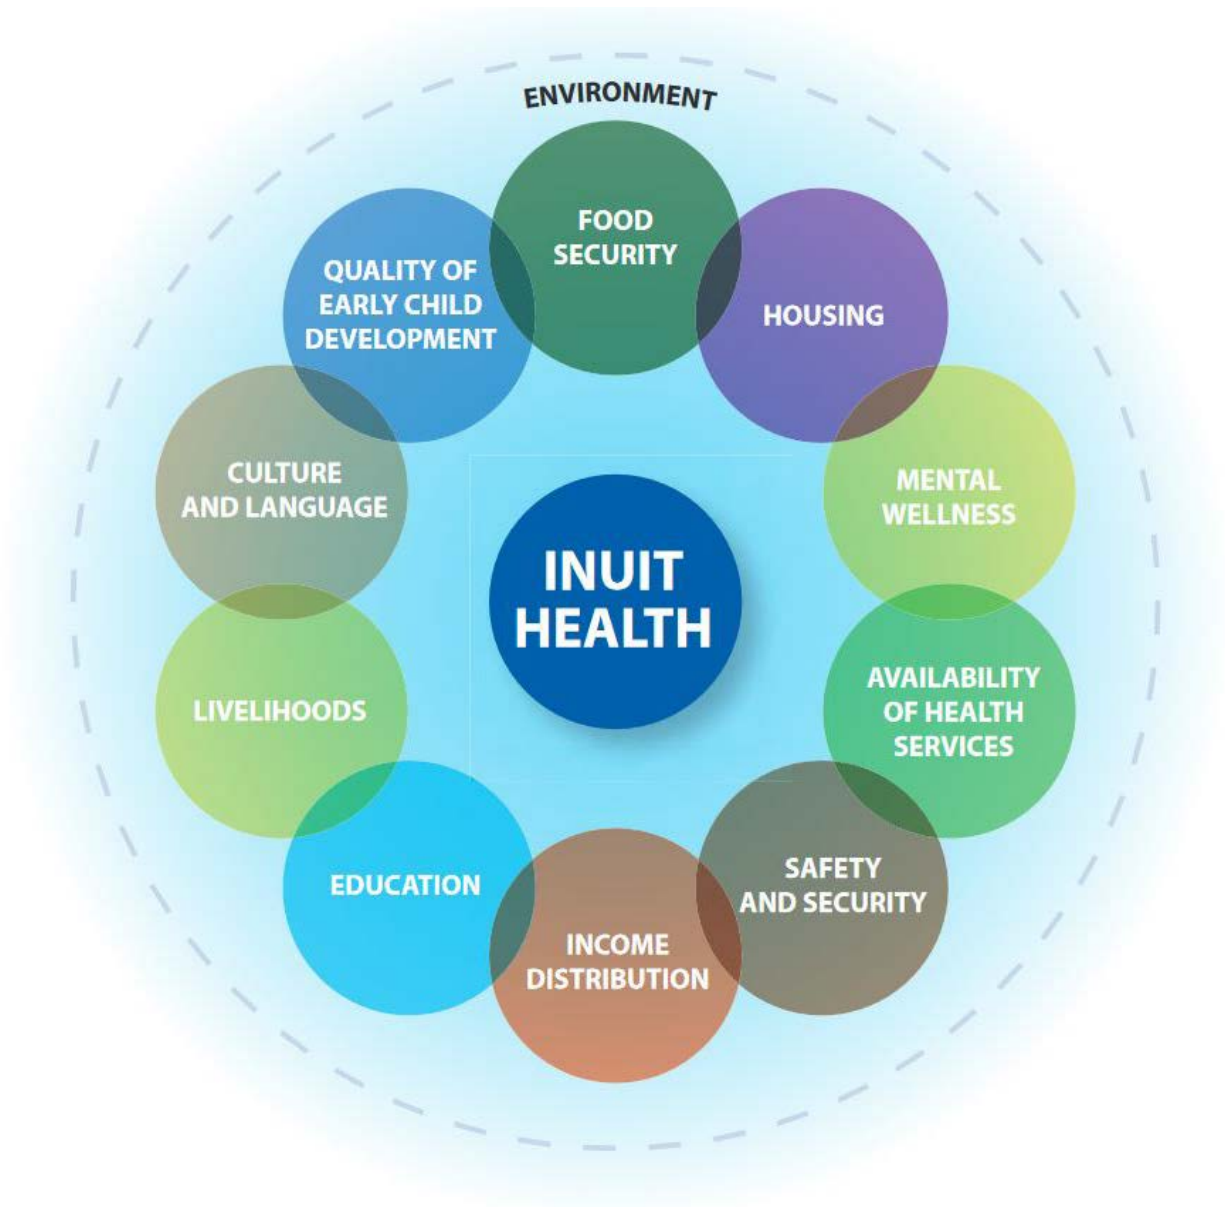 ENVIRONMENT
FOOD
SECURITY
HOUSING
MENTAL
WELLNESS
AVAILABILITY
OF HEALTH
SERVICES
SAFETY
AND SECURITY
INCOME
DISTRIBUTION
EDUCATION
LIVELIHOODS
CULTURE
AND LANGUAGE
QUALITY OF
EARLY CHILD
DEVELOPMENT
INUIT
HEALTH